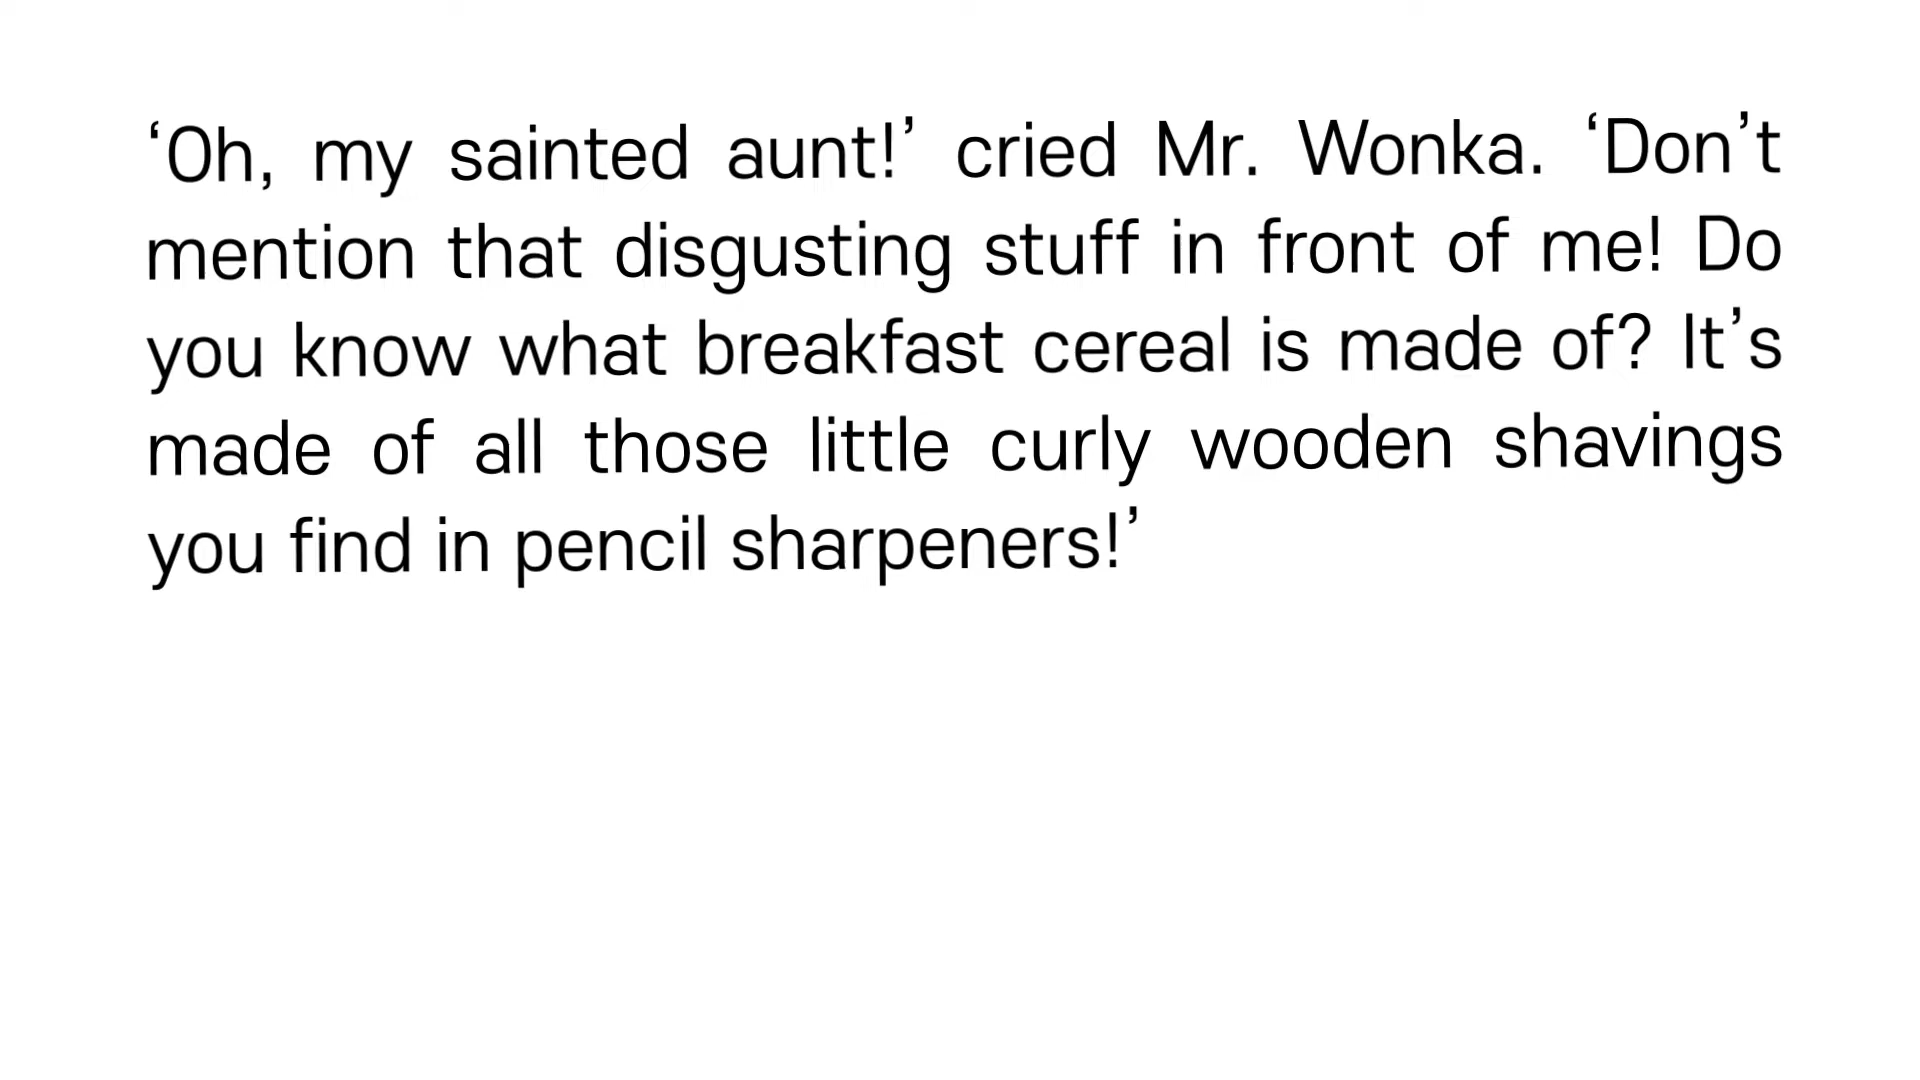 ‘Oh, my sainted aunt!’ cried Mr. Wonka. ‘Don’t
mention that disgusting stuff in front of me! Do
you know what breakfast cereal is made of? It’s
made of all those little curly wooden shavings
you find in pencil sharpeners!’